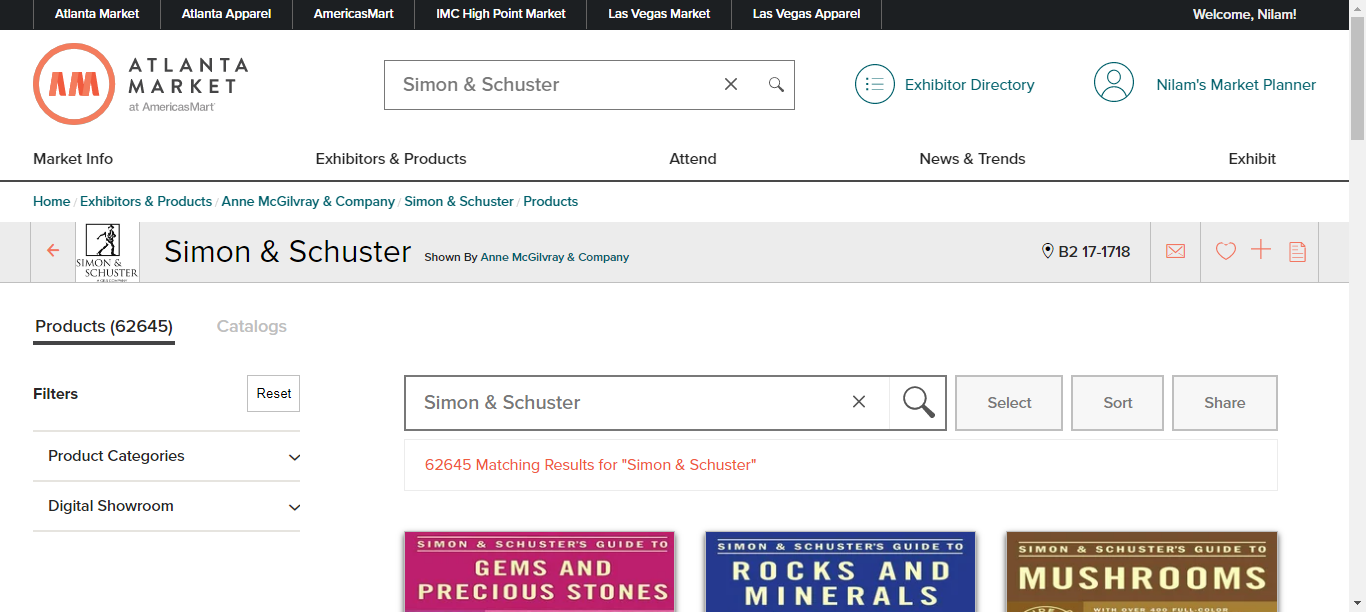 Atlanta Market
Atlanta Apparel
AmericasMart
IMC High Point Market
Las Vegas Market
Las Vegas Apparel
Welcome, Nilam!
AM
ATLANTA
MARKET
at AmericasMart
Simon & Schuster
Exhibitor Directory
Nilam's Market Planner
Market Info
Exhibitors & Products
Attend
News & Trends
Exhibit
Home / Exhibitors & Products / Anne McGilvray & Company / Simon & Schuster / Products
SIMON &
SCHUSTER
Simon & Schuster
Shown By Anne McGilvray & Company
B2 17-1718
Products (62645)
Catalogs
Filters
Reset
Product Categories
Digital Showroom
Simon & Schuster
Select
Sort
Share
62645 Matching Results for "Simon & Schuster"
SIMON & SCHUSTER'S GUIDE TO
GEMS AND
PRECIOUS STONES
SIMON & SCHUSTER'S GUIDE TO
ROCKS AND
MINERALS
SIMON & SCHUSTER'S GUIDE TO
MUSHROOMS
WITH OVER 400 FULL-COLOR